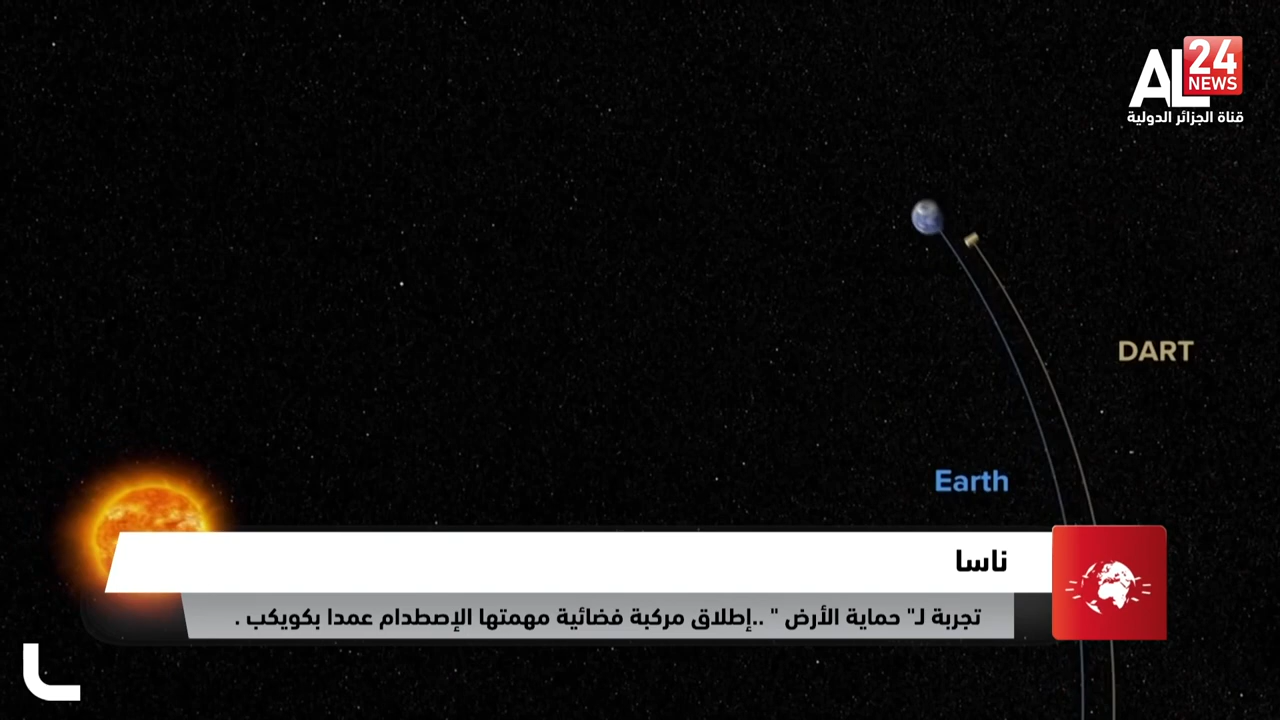 AL 24
NEWS
قناة الجزائر الدولية
DART
Earth
ناسا
تجربة لـ" حماية الأرض " ..إطلاق مركبة فضائية مهمتها الإصطدام عمدا بكويكب .